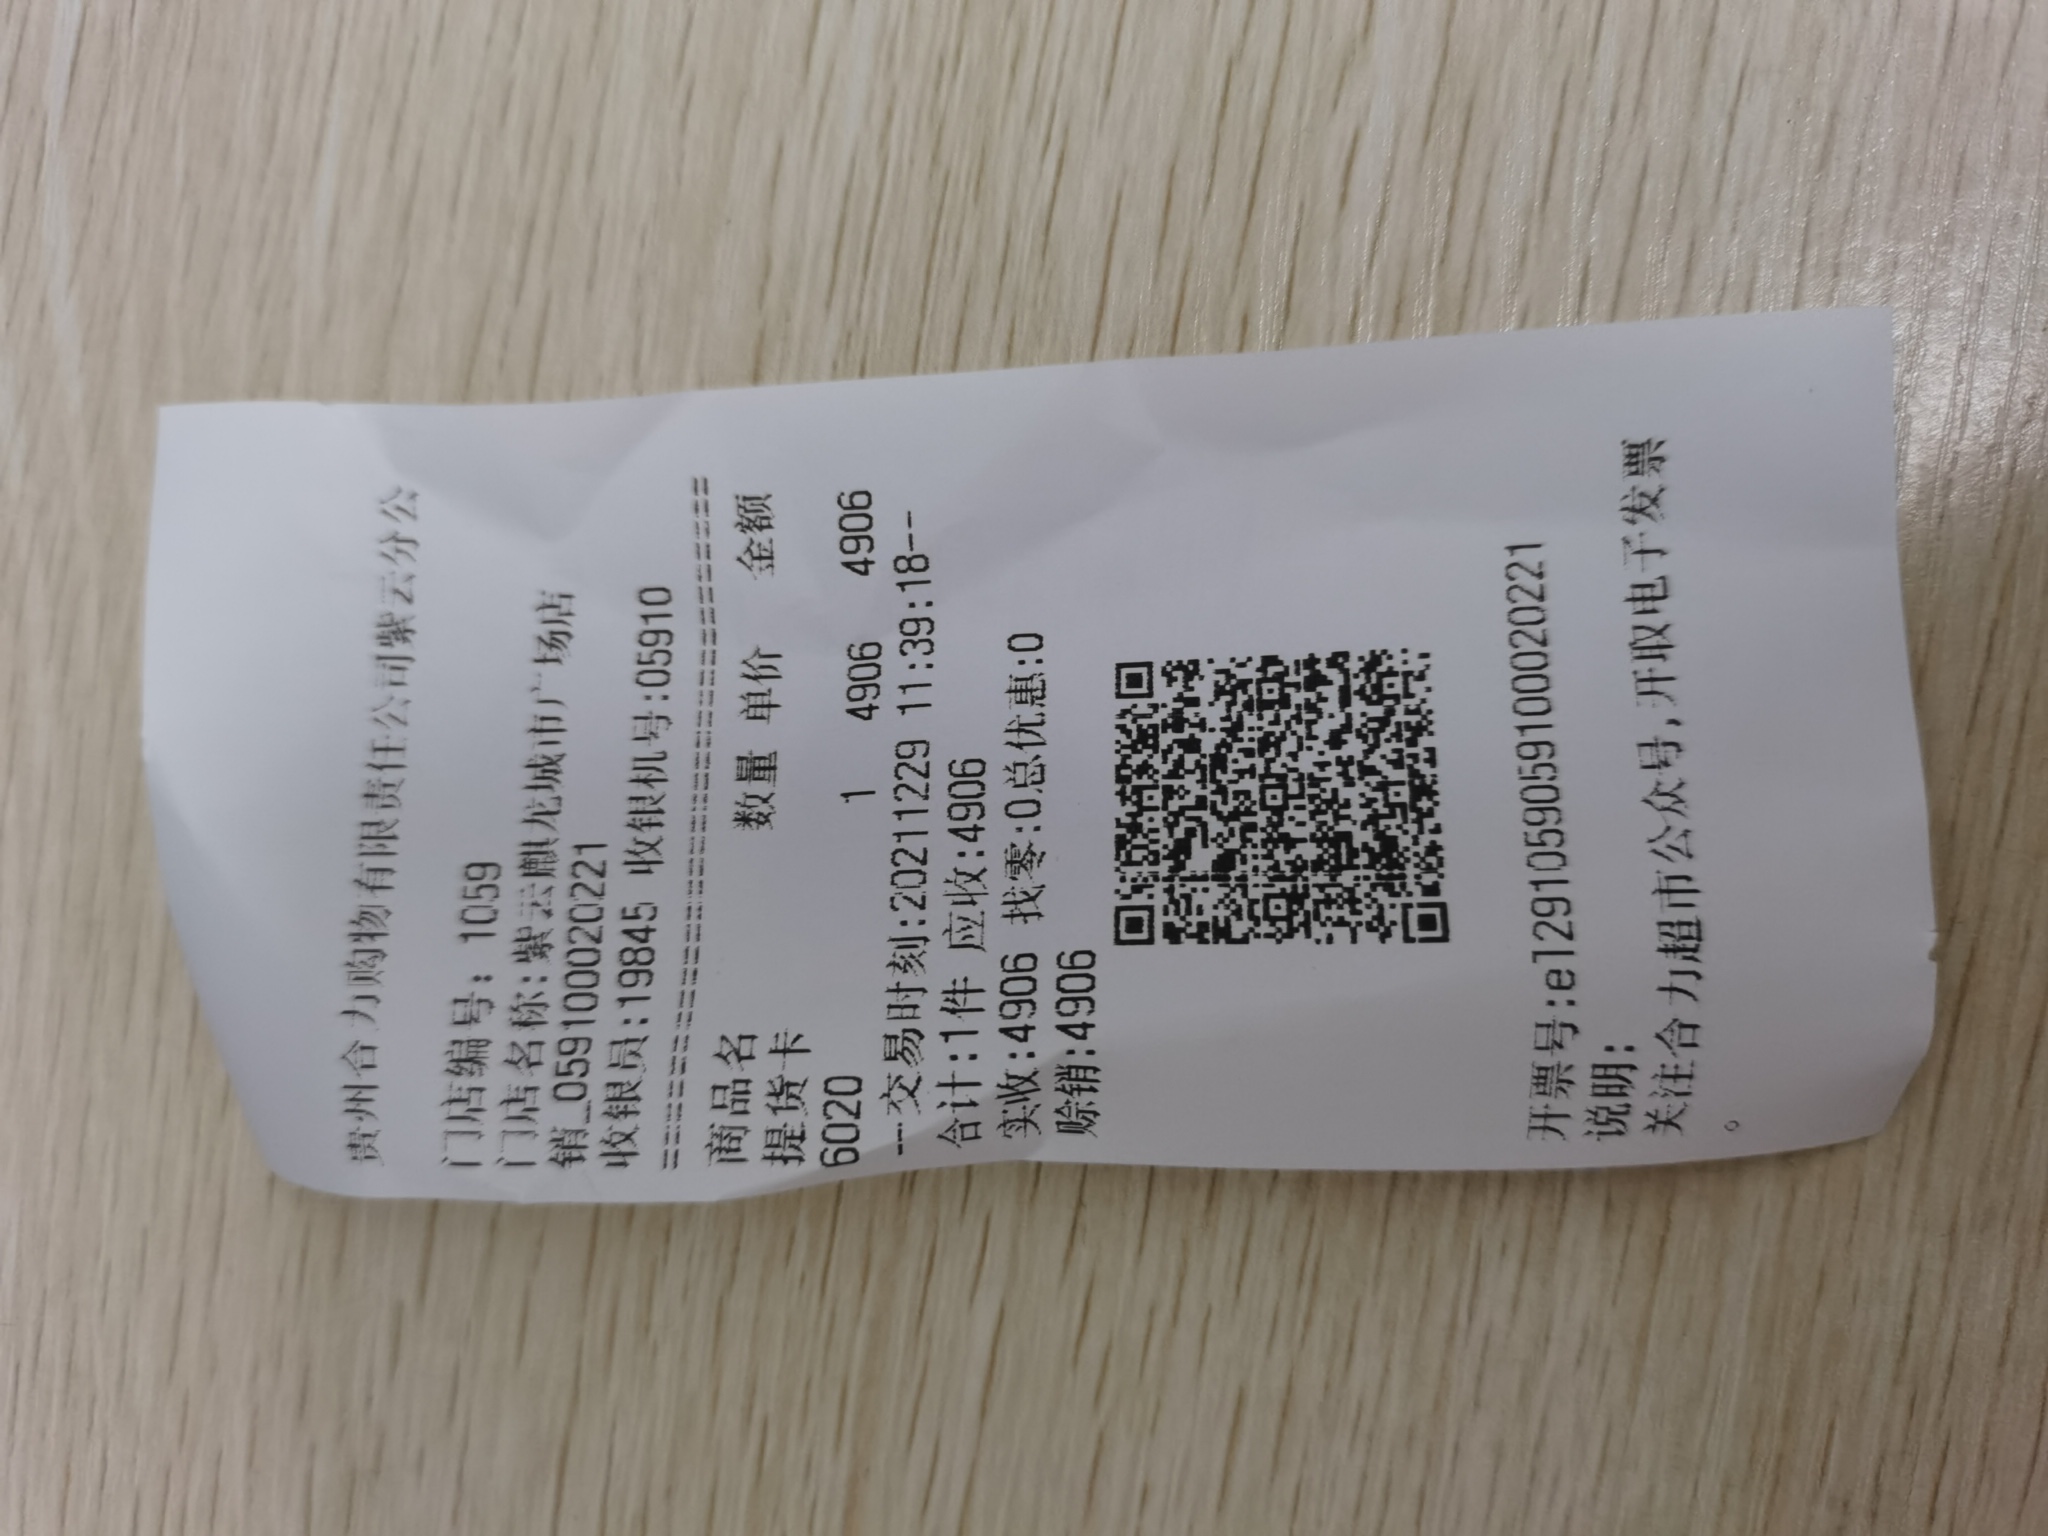 贵州合力购物有限责任公司紫云分公
门店编号: 1059
门店名称:紫云麒龙城市广场店
销_059100020221
收银员:19845 收银机号:05910
================================
商品名 数量 单价 金额
提货卡
6020 1 4906 4906
---交易时刻:20211229 11:39:18--
合计:1件 应收:4906
实收:4906 找零:0总优惠:0
赊销:4906
开票号:e1291059059100020221
说明:
关注合力超市公众号,开取电子发票
。